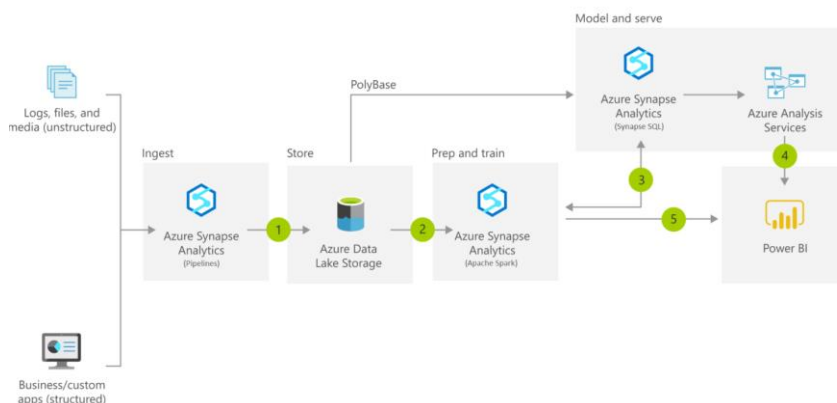 Model and serve
PolyBase
Azure Synapse
Analytics
(Synapse SQL)
Azure Analysis
Services
Logs, files, and
media (unstructured)
Ingest
Store
Prep and train
3
4
Azure Synapse
Analytics
(Pipelines)
1
Azure Data
Lake Storage
2
Azure Synapse
Analytics
(Apache Spark)
5
Power BI
Business/custom
apps (structured)